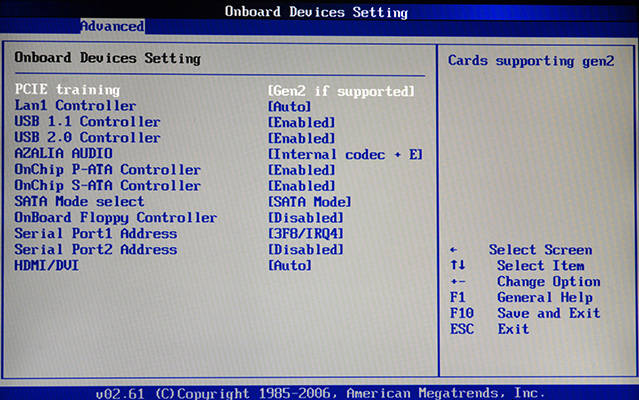 Onboard Devices Setting
Advanced
Onboard Devices Setting
PCIE training [Gen2 if supported]
Lan1 Controller [Auto]
USB 1.1 Controller [Enabled]
USB 2.0 Controller [Enabled]
AZALIA AUDIO [Internal codec + E]
OnChip P-ATA Controller [Enabled]
OnChip S-ATA Controller [Enabled]
SATA Mode select [SATA Mode]
OnBoard Floppy Controller [Disabled]
Serial Port1 Address [3F8/IRQ4]
Serial Port2 Address [Disabled]
HDMI/DVI [Auto]
Cards supporting gen2
← Select Screen
↑↓ Select Item
+- Change Option
F1 General Help
F10 Save and Exit
ESC Exit
v02.61 (C)Copyright 1985-2006, American Megatrends, Inc.